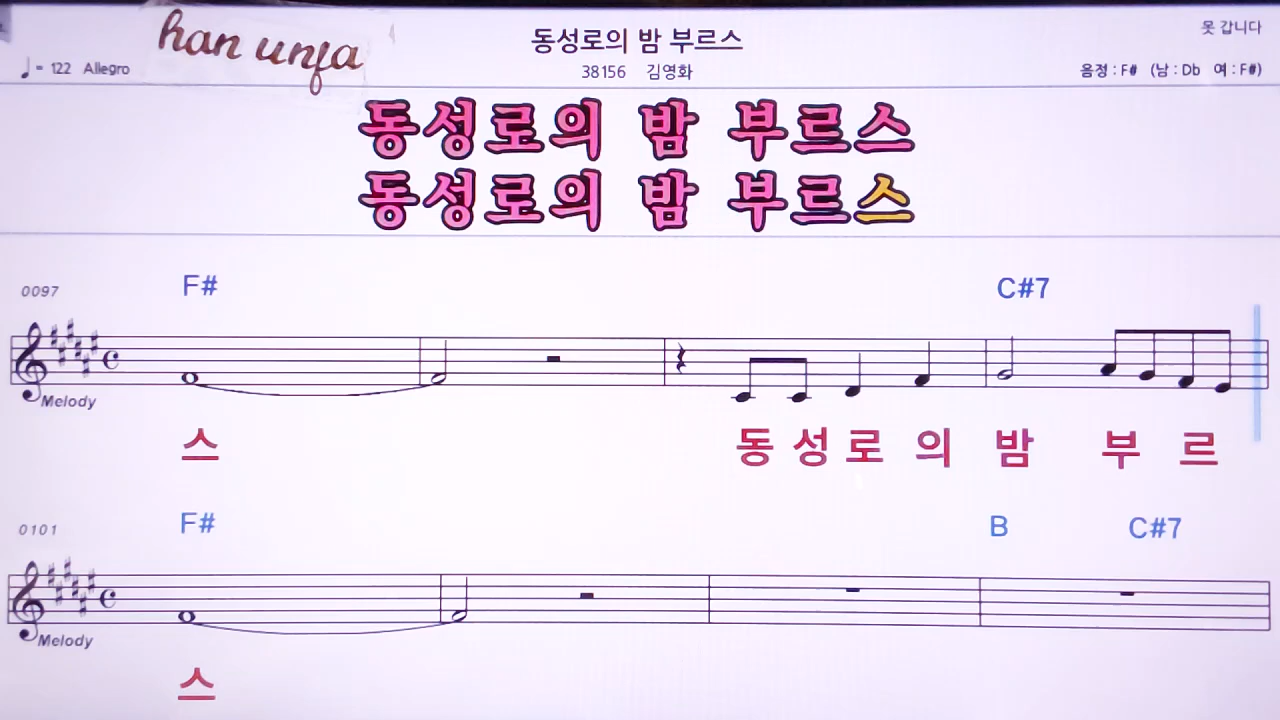 han unfa
동성로의 밤 부르스
못 갑니다
♩= 122 Allegro
38156 김영화
음정 : F# (남 : Db 여 : F#)
동성로의 밤 부르스
동성로의 밤 부르스
0097 F# C#7
Melody
스 동 성 로 의 밤 부 르
0101 F# B C#7
Melody
스